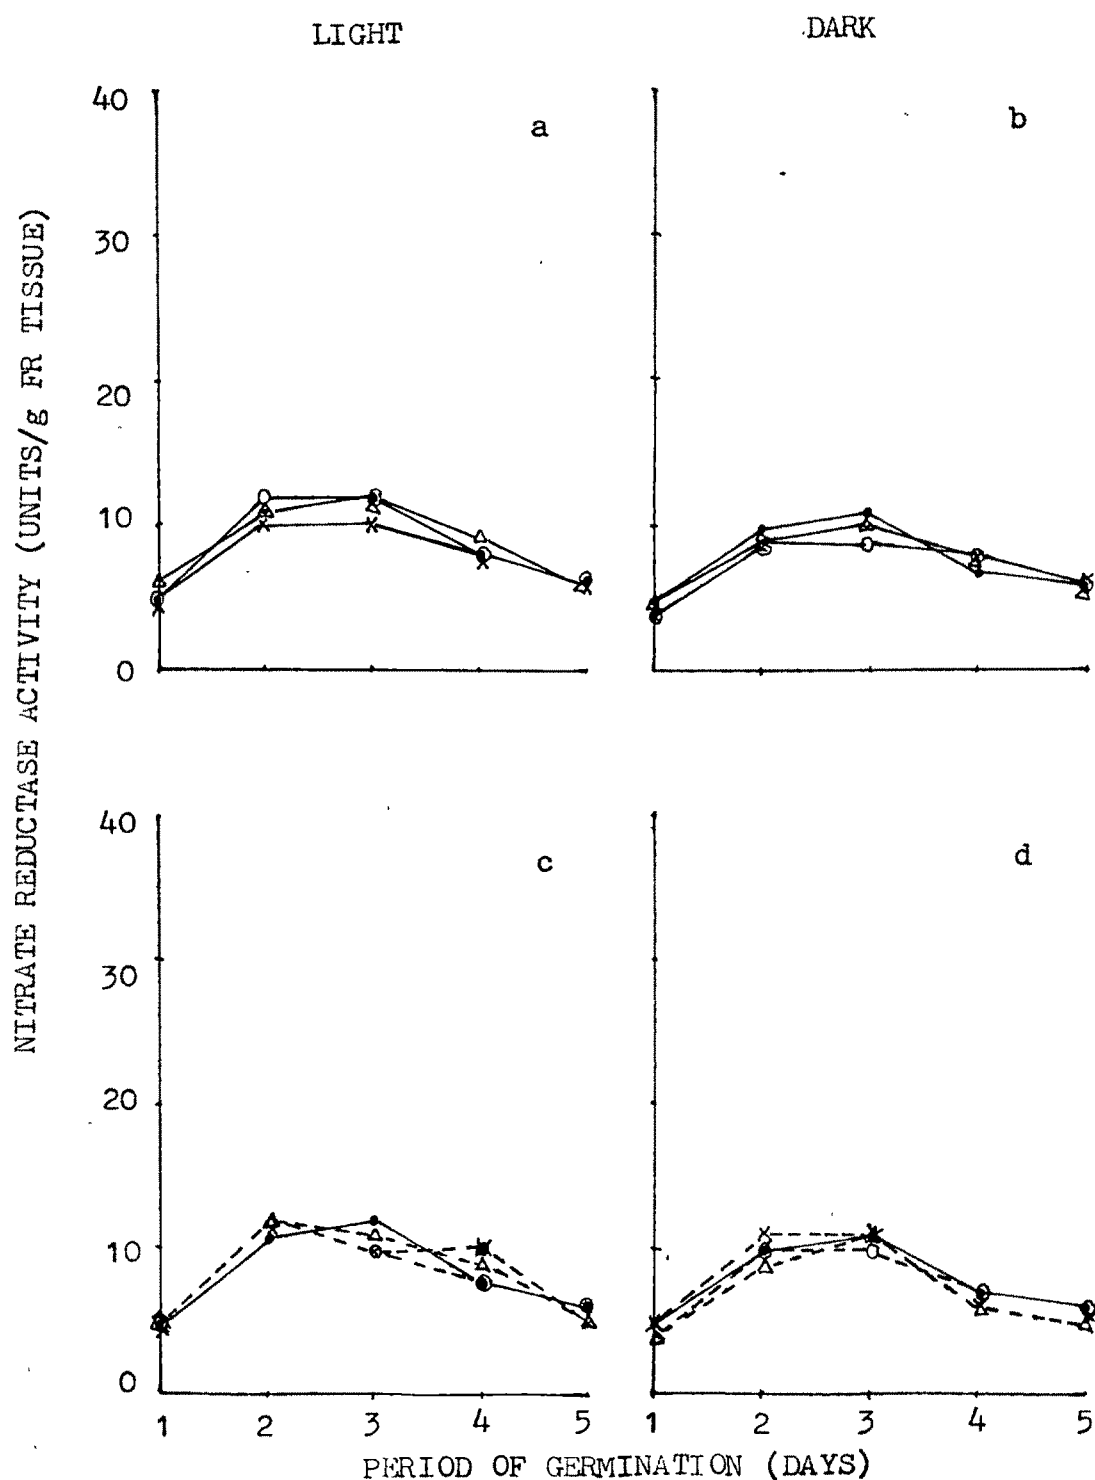 LIGHT
DARK
a
b
40
30
20
10
0
NITRATE REDUCTASE ACTIVITY (UNITS/g FR TISSUE)
c
d
40
30
20
10
0
1 2 3 4 5
1 2 3 4 5
PERIOD OF GERMINATION (DAYS)